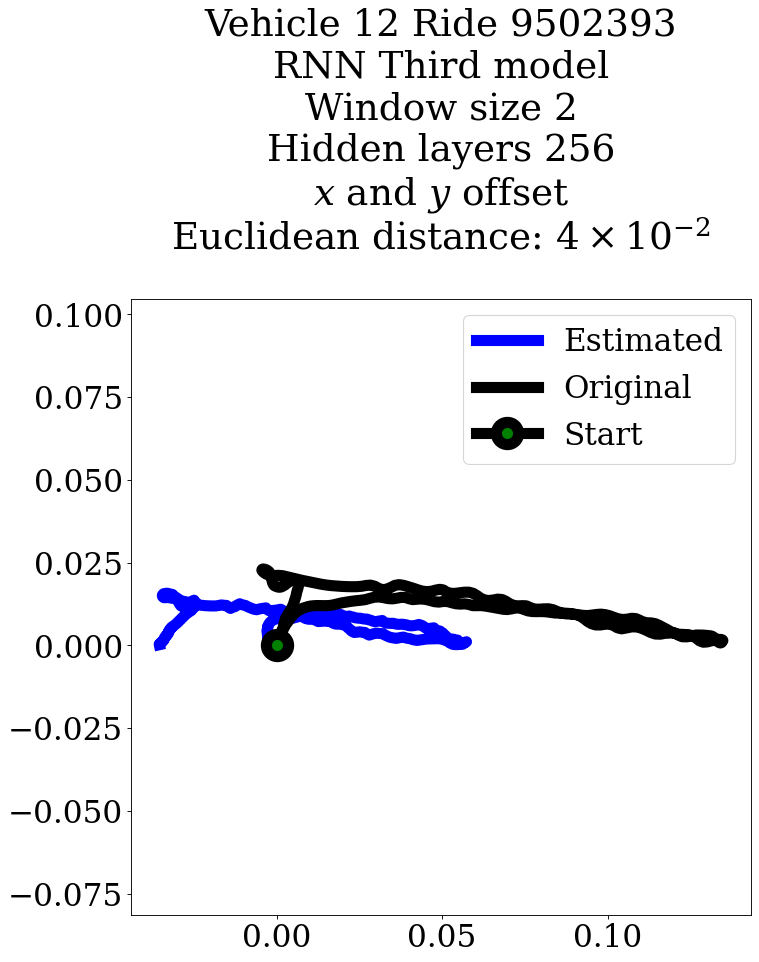 Vehicle 12 Ride 9502393
RNN Third model
Window size 2
Hidden layers 256
x and y offset
Euclidean distance: 4 × 10⁻²
Estimated
Original
Start
0.100
0.075
0.050
0.025
0.000
−0.025
−0.050
−0.075
0.00 0.05 0.10